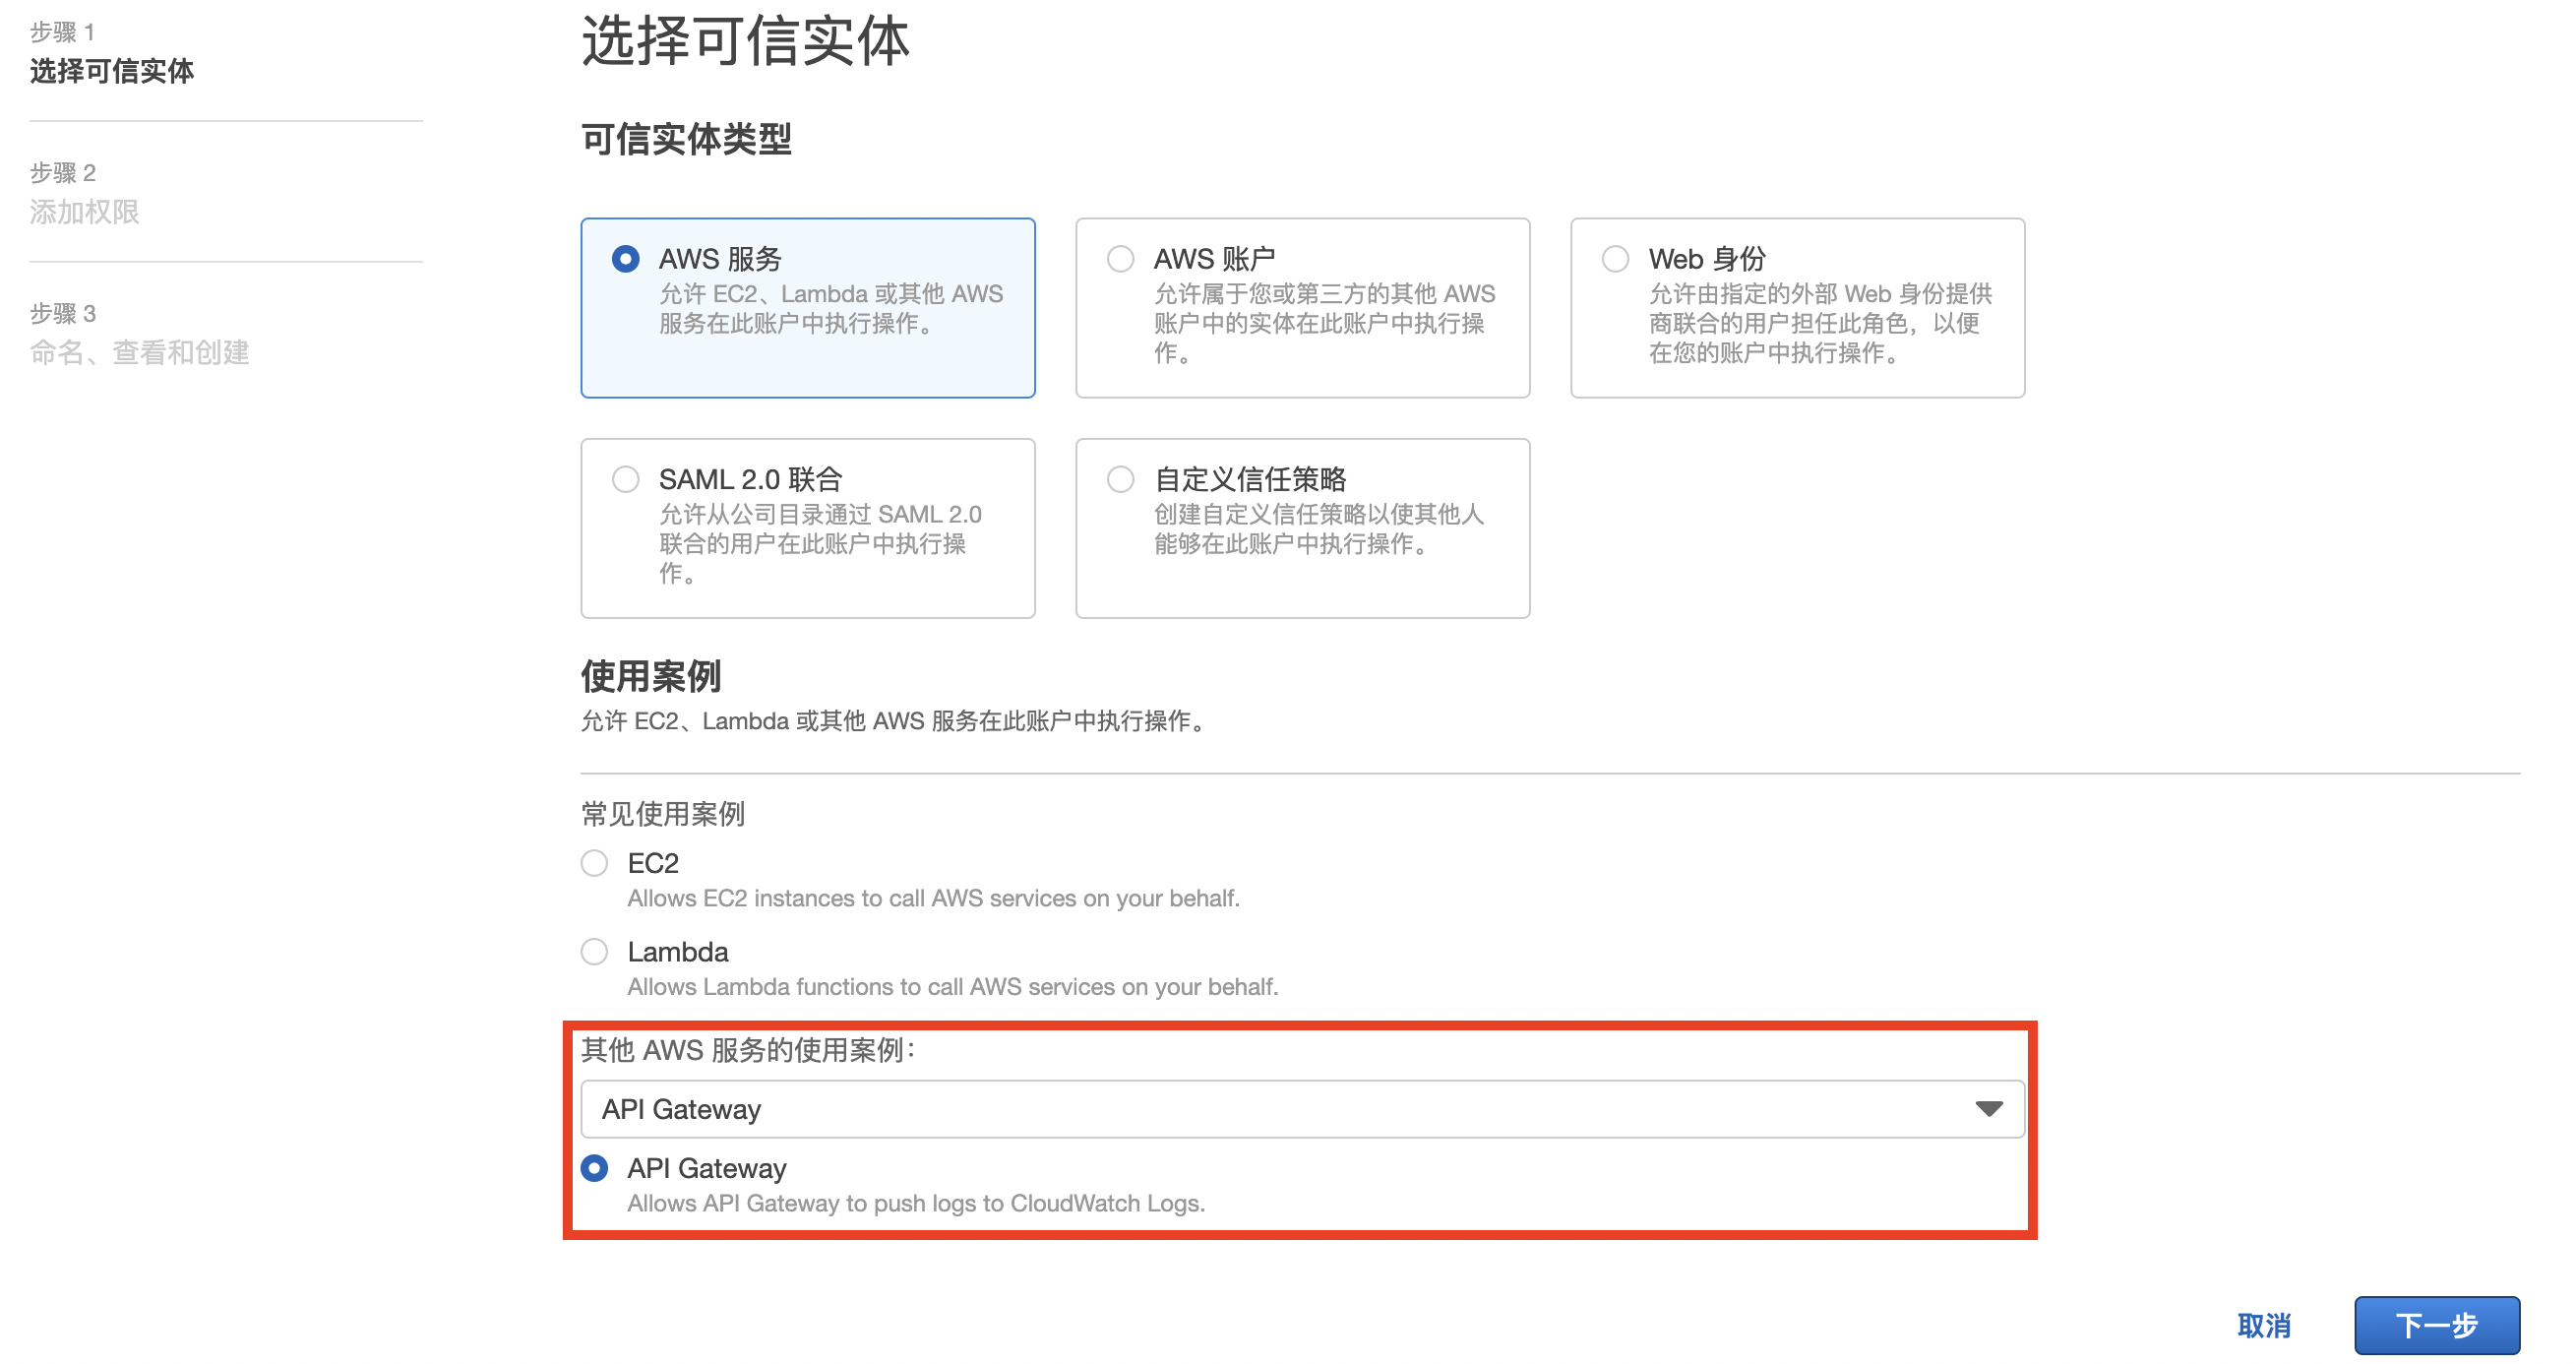 步骤 1
选择可信实体
步骤 2
添加权限
步骤 3
命名、查看和创建
选择可信实体
可信实体类型
AWS 服务
允许 EC2、Lambda 或其他 AWS
服务在此账户中执行操作。
AWS 账户
允许属于您或第三方的其他 AWS
账户中的实体在此账户中执行操
作。
Web 身份
允许由指定的外部 Web 身份提供
商联合的用户担任此角色，以便
在您的账户中执行操作。
SAML 2.0 联合
允许从公司目录通过 SAML 2.0
联合的用户在此账户中执行操
作。
自定义信任策略
创建自定义信任策略以使其他人
能够在此账户中执行操作。
使用案例
允许 EC2、Lambda 或其他 AWS 服务在此账户中执行操作。
常见使用案例
EC2
Allows EC2 instances to call AWS services on your behalf.
Lambda
Allows Lambda functions to call AWS services on your behalf.
其他 AWS 服务的使用案例：
API Gateway
API Gateway
Allows API Gateway to push logs to CloudWatch Logs.
取消
下一步